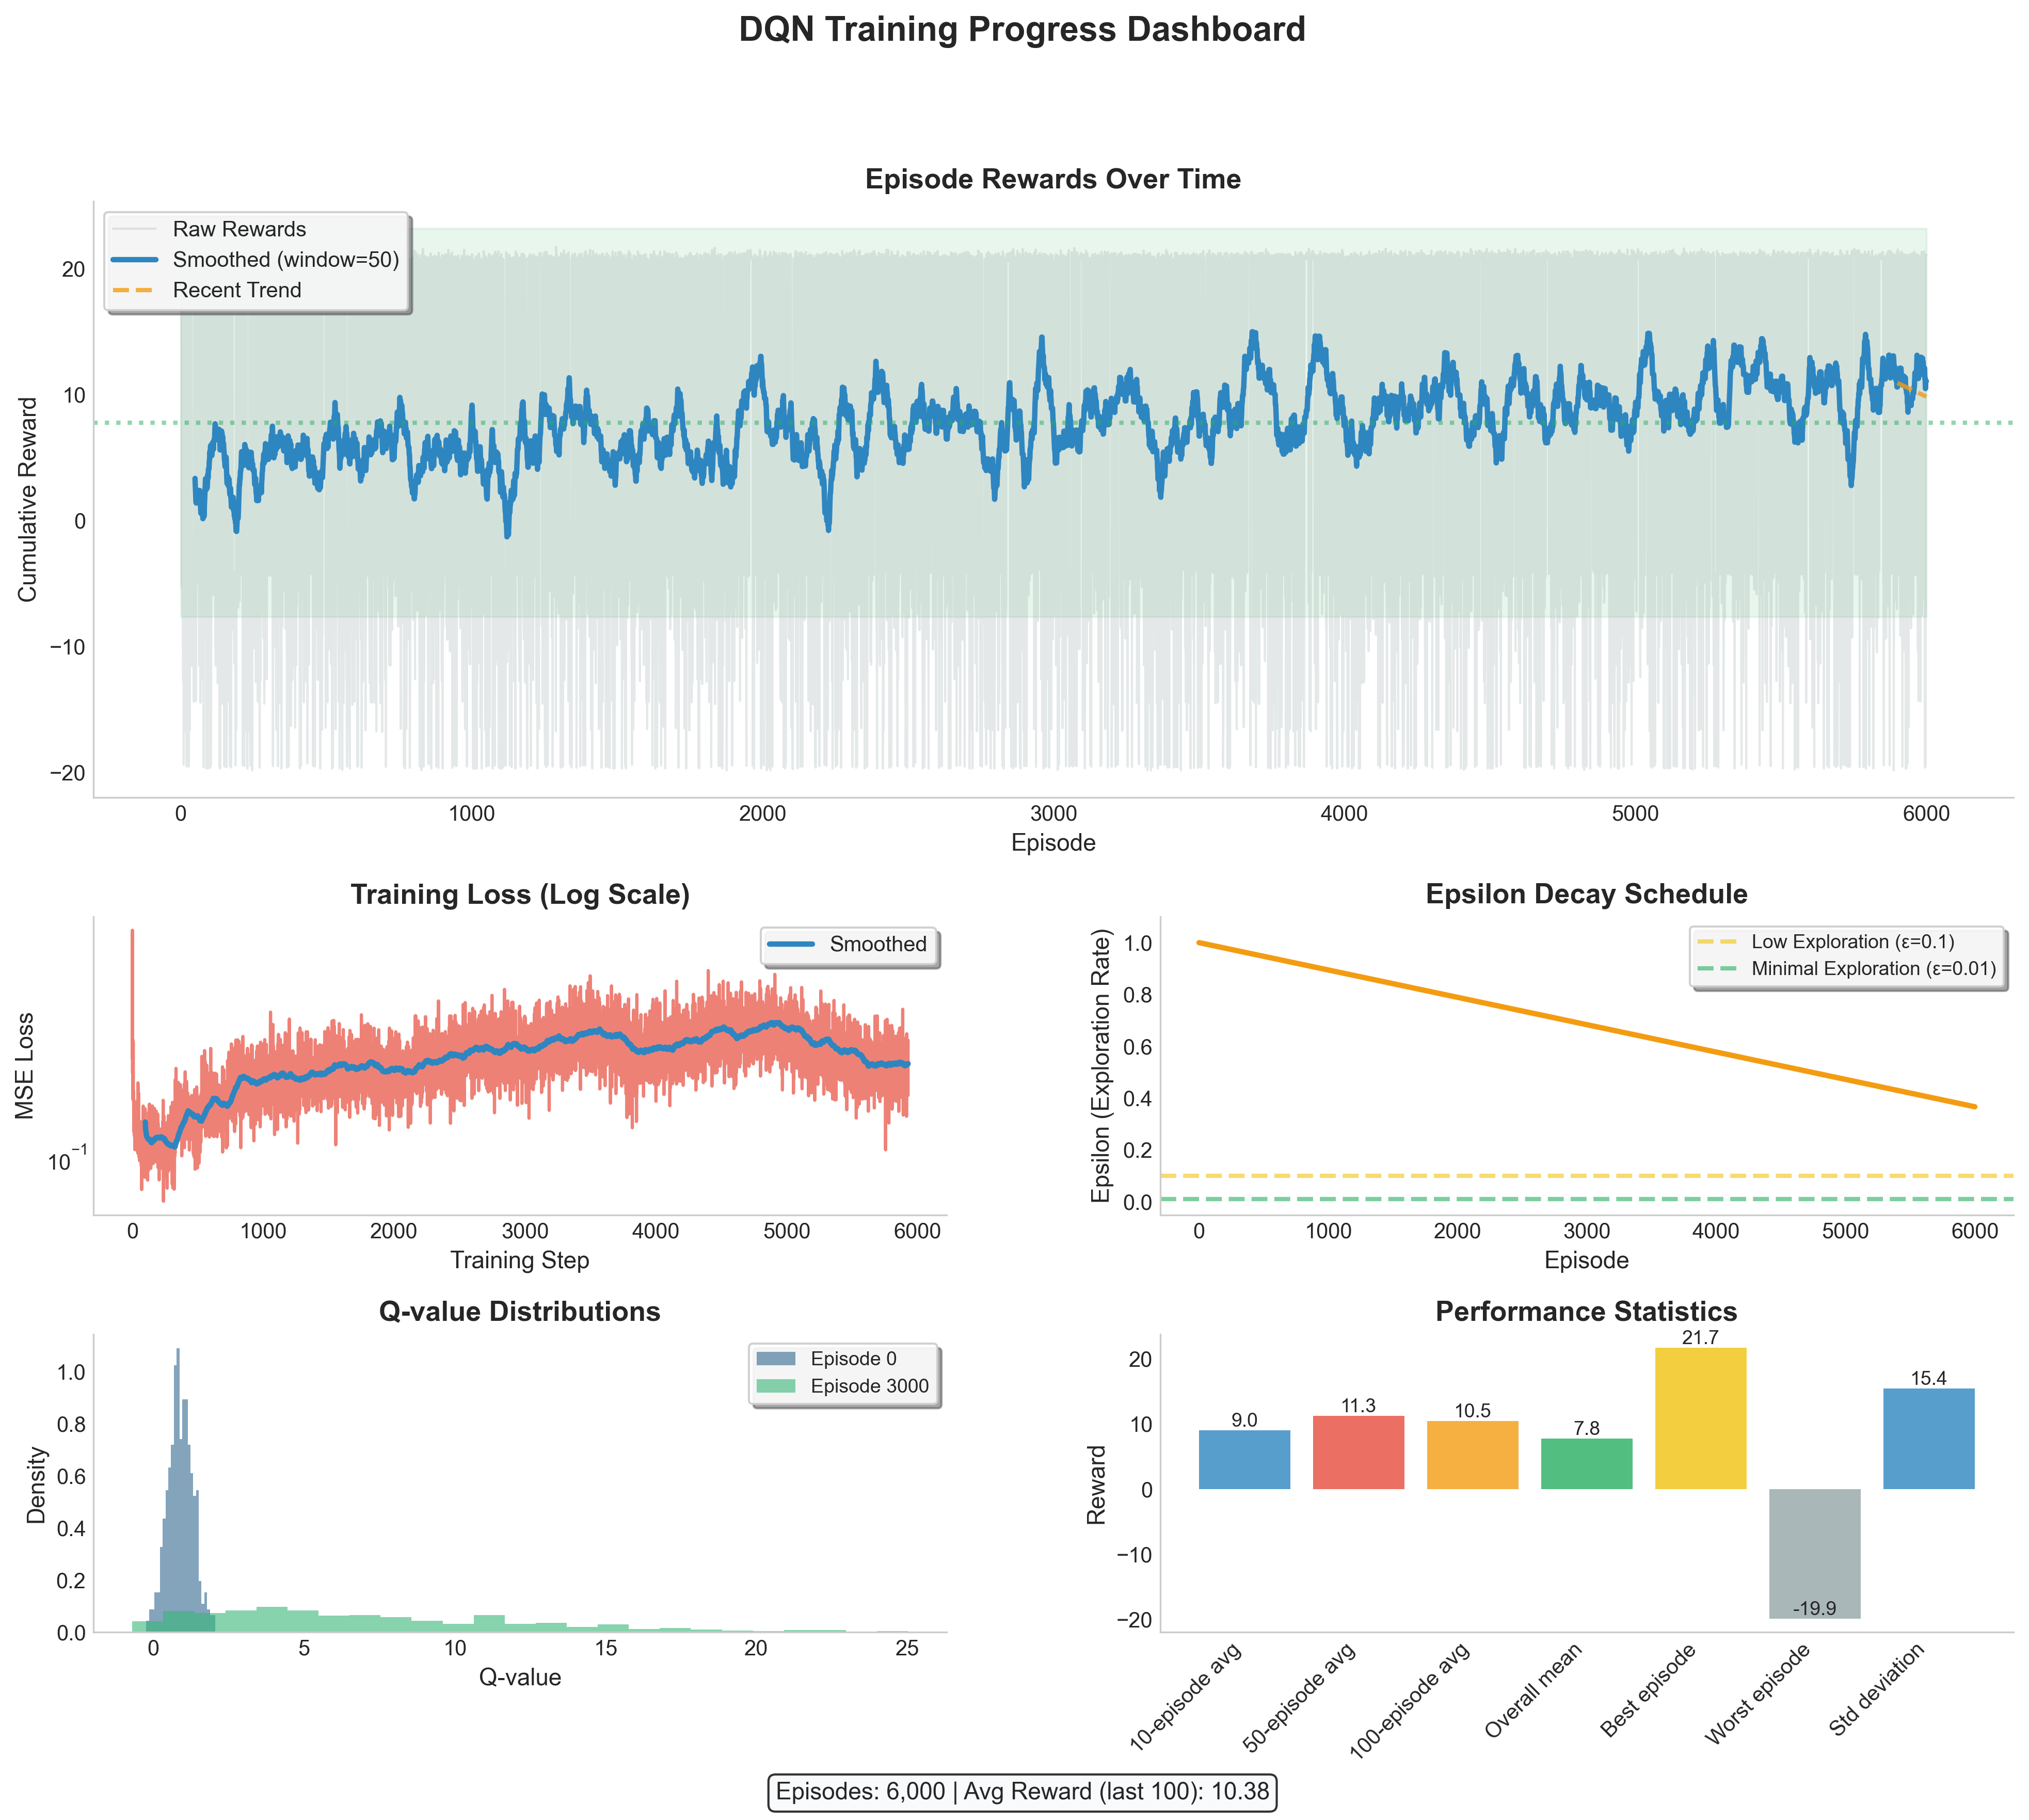 DQN Training Progress Dashboard
Episode Rewards Over Time
Raw Rewards
Smoothed (window=50)
Recent Trend
Cumulative Reward
20
10
0
−10
−20
0 1000 2000 3000 4000 5000 6000
Episode
Training Loss (Log Scale)
Smoothed
MSE Loss
10⁻¹
0 1000 2000 3000 4000 5000 6000
Training Step
Epsilon Decay Schedule
Low Exploration (ε=0.1)
Minimal Exploration (ε=0.01)
Epsilon (Exploration Rate)
1.0
0.8
0.6
0.4
0.2
0.0
0 1000 2000 3000 4000 5000 6000
Episode
Q-value Distributions
Episode 0
Episode 3000
Density
1.0
0.8
0.6
0.4
0.2
0.0
0 5 10 15 20 25
Q-value
Performance Statistics
Reward
20
10
0
−10
−20
9.0 11.3 10.5 7.8 21.7 -19.9 15.4
10-episode avg
50-episode avg
100-episode avg
Overall mean
Best episode
Worst episode
Std deviation
Episodes: 6,000 | Avg Reward (last 100): 10.38